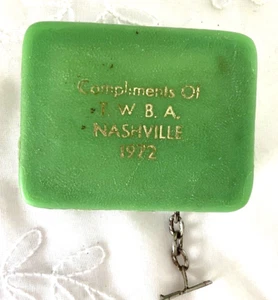 Compliments Of
W. B. A.
NASHVILLE
1972